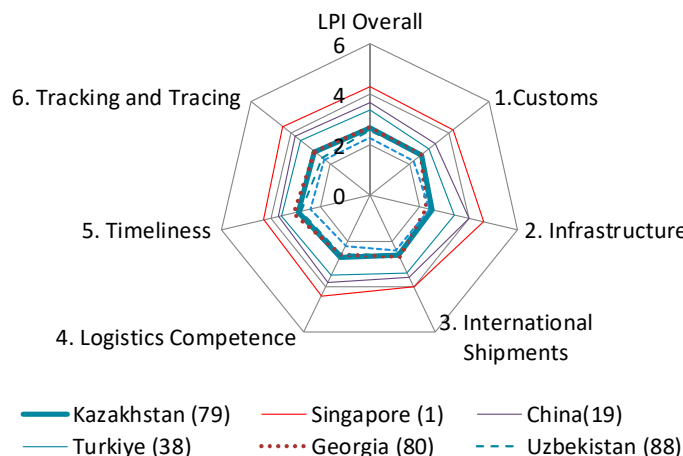 LPI Overall
6
4
2
0
1.Customs
2. Infrastructure
3. International
Shipments
4. Logistics Competence
5. Timeliness
6. Tracking and Tracing
Kazakhstan (79)
Singapore (1)
China(19)
Turkiye (38)
Georgia (80)
Uzbekistan (88)